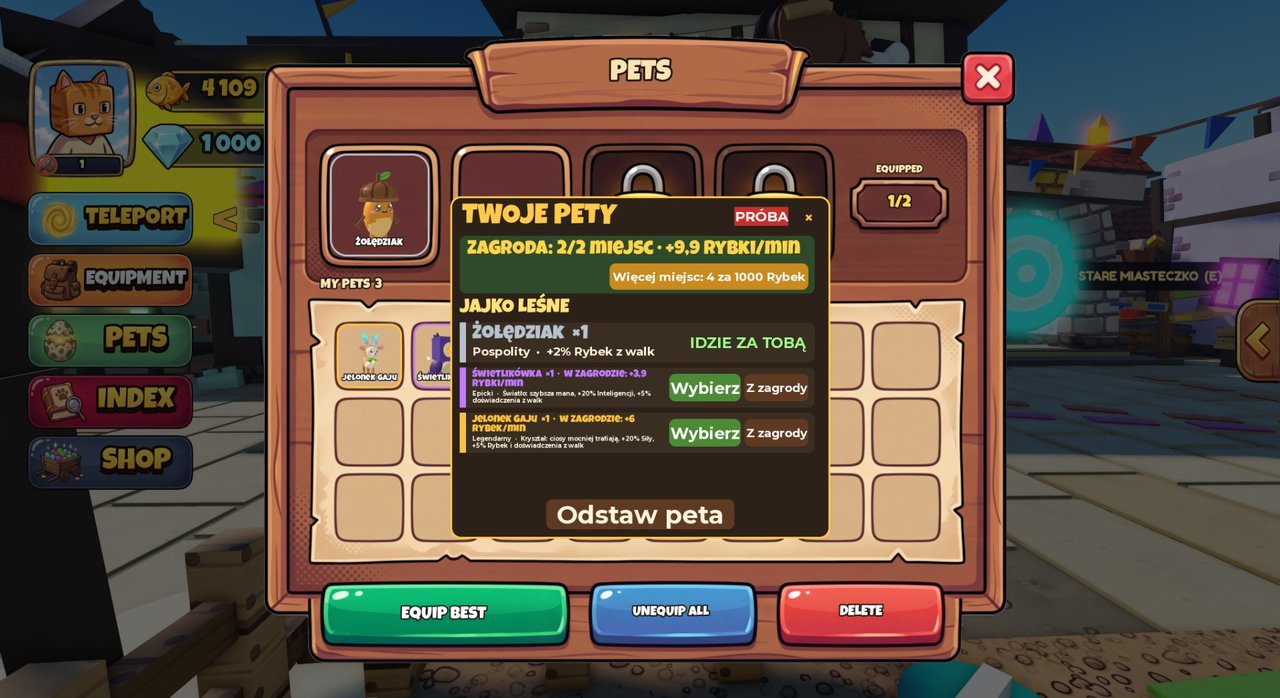 PETS
4109
1000
1
TELEPORT
<
EQUIPMENT
PETS
INDEX
SHOP
ŻOŁĘDZIAK
EQUIPPED
1/2
MY PETS 3
JELONEK GAJU
TWOJE PETY
PRÓBA
×
ZAGRODA: 2/2 MIEJSC · +9,9 RYBKI/MIN
Więcej miejsc: 4 za 1000 Rybek
JAJKO LEŚNE
ŻOŁĘDZIAK ×1
Pospolity · +2% Rybek z walk
IDZIE ZA TOBĄ
ŚWIETLIKÓWKA ×1 · W ZAGRODZIE: +3,9
RYBKI/MIN
Epicki · Światło: szybsza mana, +20% Inteligencji, +5%
doświadczenia z walk
Wybierz
Z zagrody
JELONEK GAJU ×1 · W ZAGRODZIE: +6
RYBEK/MIN
Legendarny · Kryształ: ciosy mocniej trafiają, +20% Siły,
+5% Rybek i doświadczenia z walk
Wybierz
Z zagrody
Odstaw peta
EQUIP BEST
UNEQUIP ALL
DELETE
STARE MIASTECZKO (E)